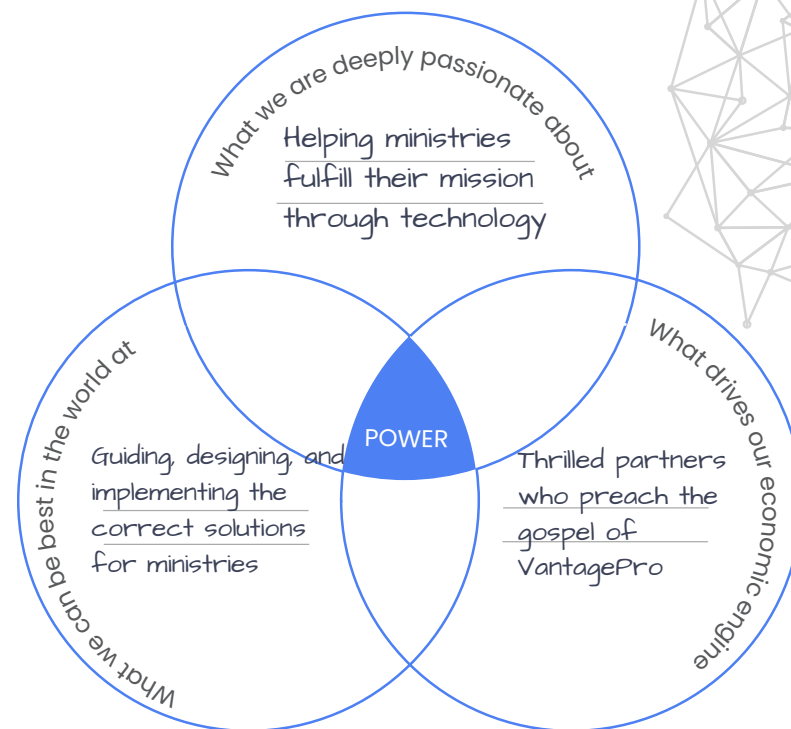 What we are deeply passionate about
Helping ministries
fulfill their mission
through technology
What we can be best in the world at
Guiding, designing, and
implementing the
correct solutions
for ministries
POWER
What drives our economic engine
Thrilled partners
who preach the
gospel of
VantagePro